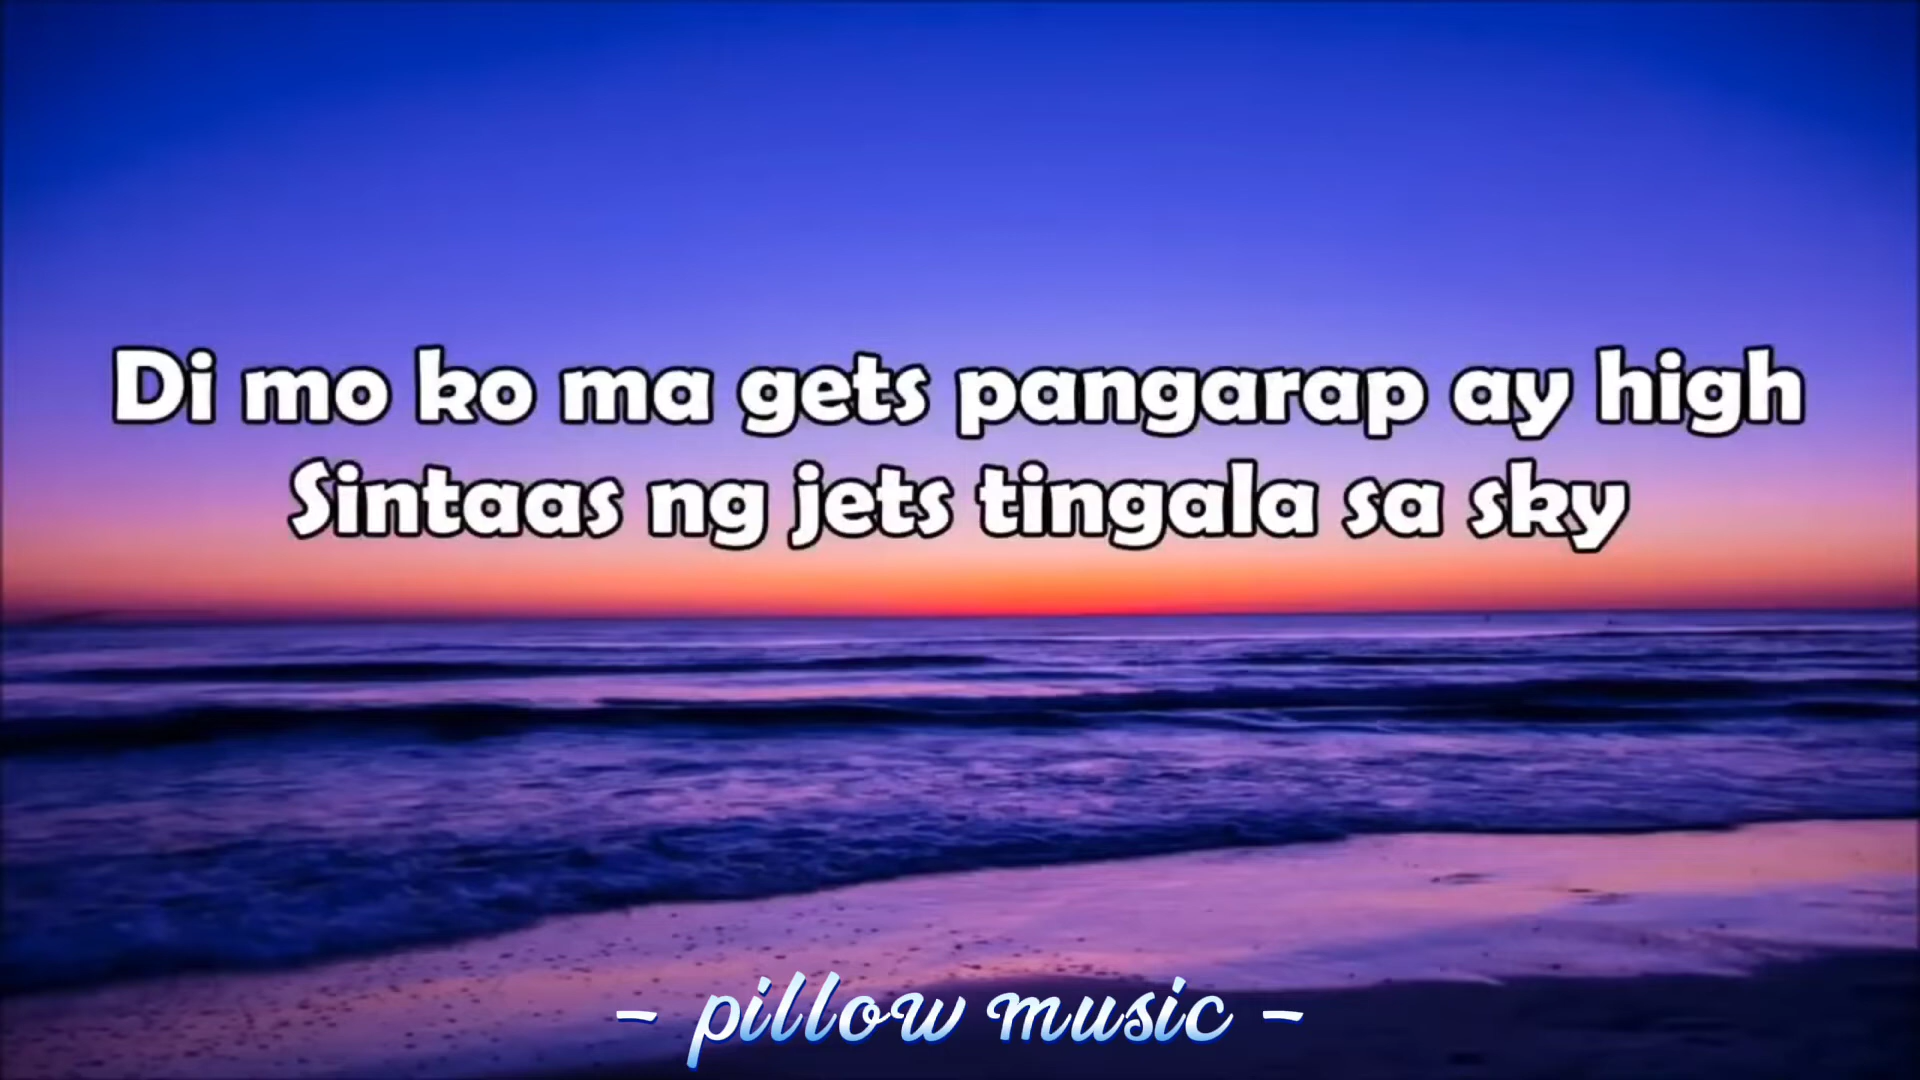 Di mo ko ma gets pangarap ay high
Sintaas ng jets tingala sa sky
- pillow music -